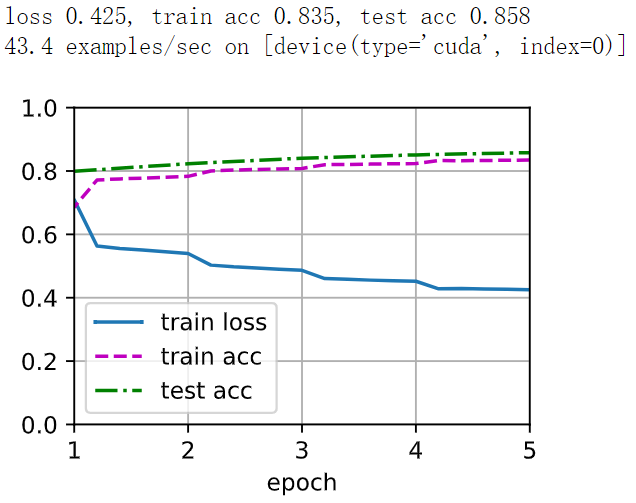 loss 0.425, train acc 0.835, test acc 0.858
43.4 examples/sec on [device(type='cuda', index=0)]
1.0
0.8
0.6
0.4
0.2
0.0
train loss
train acc
test acc
1 2 3 4 5
epoch